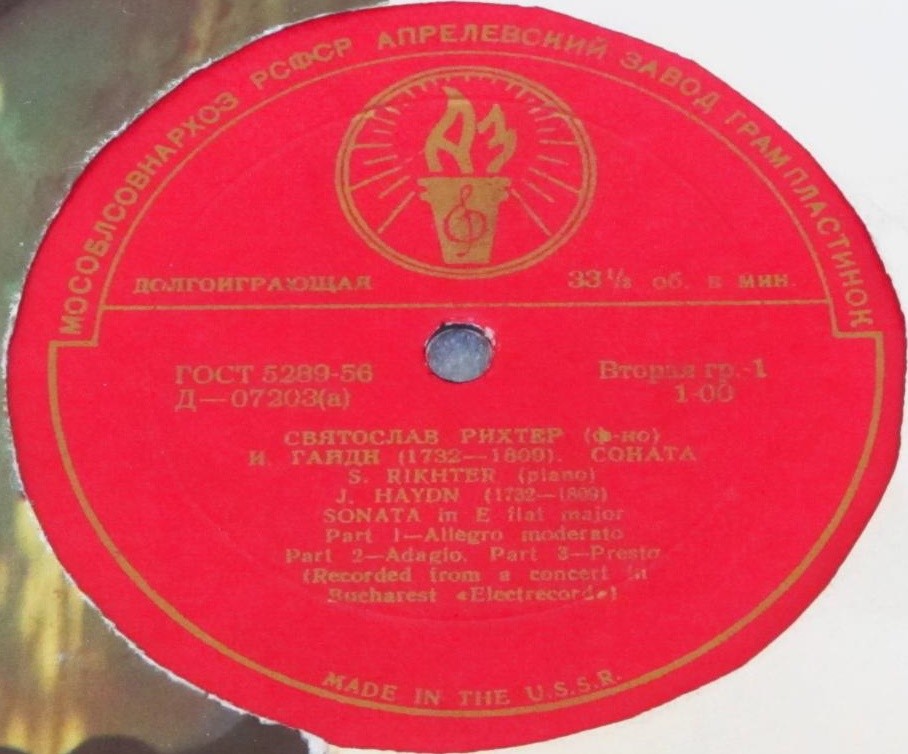 МОСОБЛСОВНАРХОЗ РСФСР АПРЕЛЕВСКИЙ ЗАВОД ГРАМПЛАСТИНОК
АЗ
ДОЛГОИГРАЮЩАЯ 33⅓ об. в мин.
ГОСТ 5289-56 Вторая гр.-1
Д—07203(а) 1-00
СВЯТОСЛАВ РИХТЕР (ф-но)
И. ГАЙДН (1732—1809). СОНАТА
S. RIKHTER (piano)
J. HAYDN (1732—1809)
SONATA in E flat major
Part 1—Allegro moderato
Part 2—Adagio. Part 3—Presto
(Recorded from a concert in
Bucharest «Electrecord»)
MADE IN THE U.S.S.R.